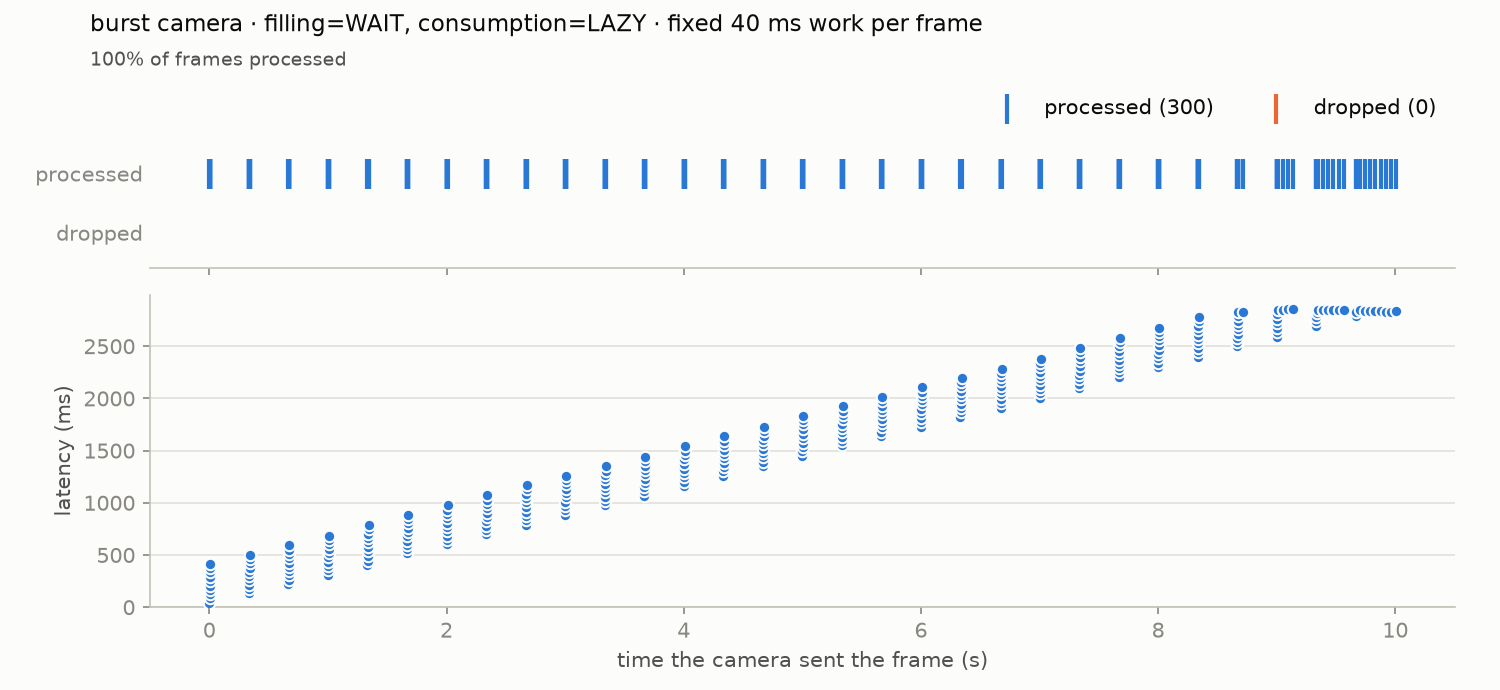 burst camera · filling=WAIT, consumption=LAZY · fixed 40 ms work per frame
100% of frames processed
processed (300) dropped (0)
processed
dropped
2500
2000
1500
1000
500
0
latency (ms)
0 2 4 6 8 10
time the camera sent the frame (s)